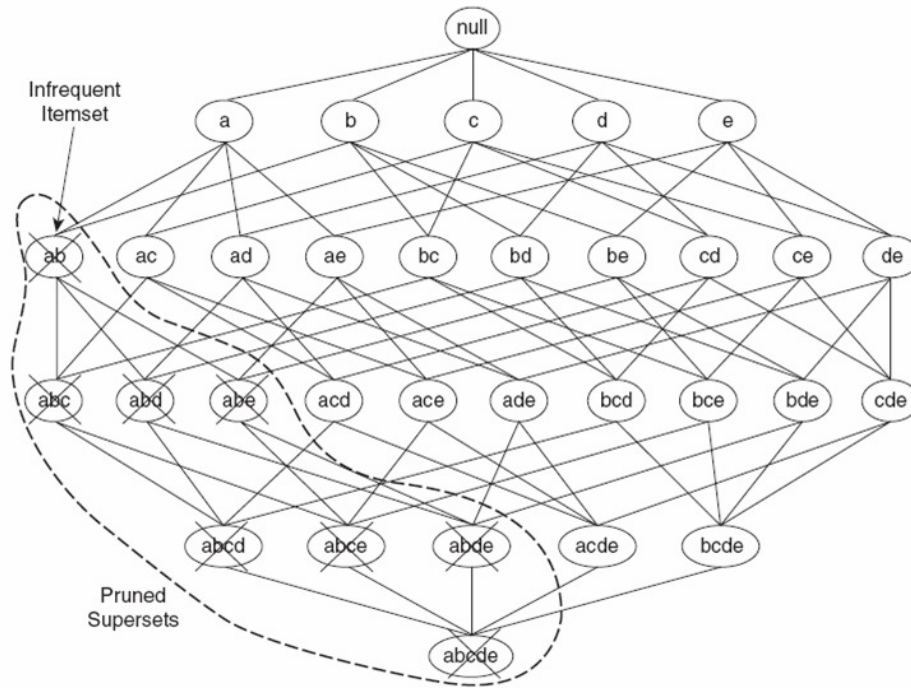 null
Infrequent
Itemset
a b c d e
ab ac ad ae bc bd be cd ce de
abc abd abe acd ace ade bcd bce bde cde
abcd abce abde acde bcde
Pruned
Supersets
abcde